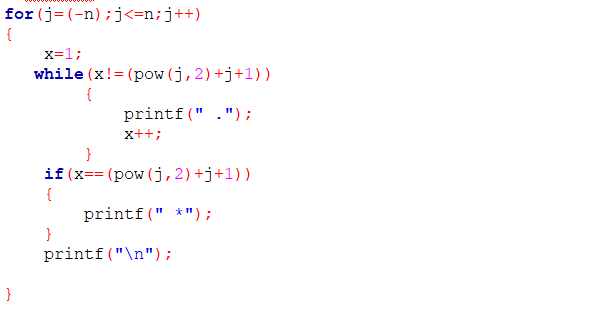 for(j=(-n);j<=n;j++)
{
x=1;
while(x!=(pow(j,2)+j+1))
{
printf(" .");
x++;
}
if(x==(pow(j,2)+j+1))
{
printf(" *");
}
printf("\n");
}